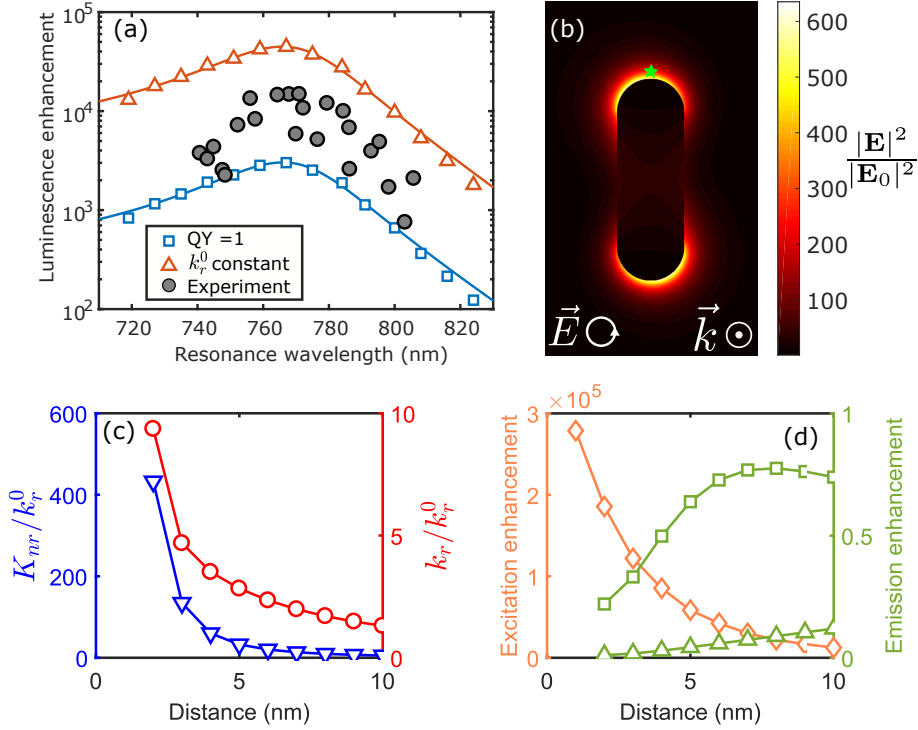 (a)
Luminescence enhancement
10^5
10^4
10^3
10^2
QY =1
k_r^0 constant
Experiment
720 740 760 780 800 820
Resonance wavelength (nm)
(b)
E⃗
k⃗
600
500
400
300
200
100
|E|^2
|E_0|^2
(c)
K_{nr}/k_r^0
600
400
200
0
10
5
0
k_r/k_r^0
0 5 10
Distance (nm)
(d)
×10^5
Excitation enhancement
3
2
1
0
1
0.5
0
Emission enhancement
0 5 10
Distance (nm)